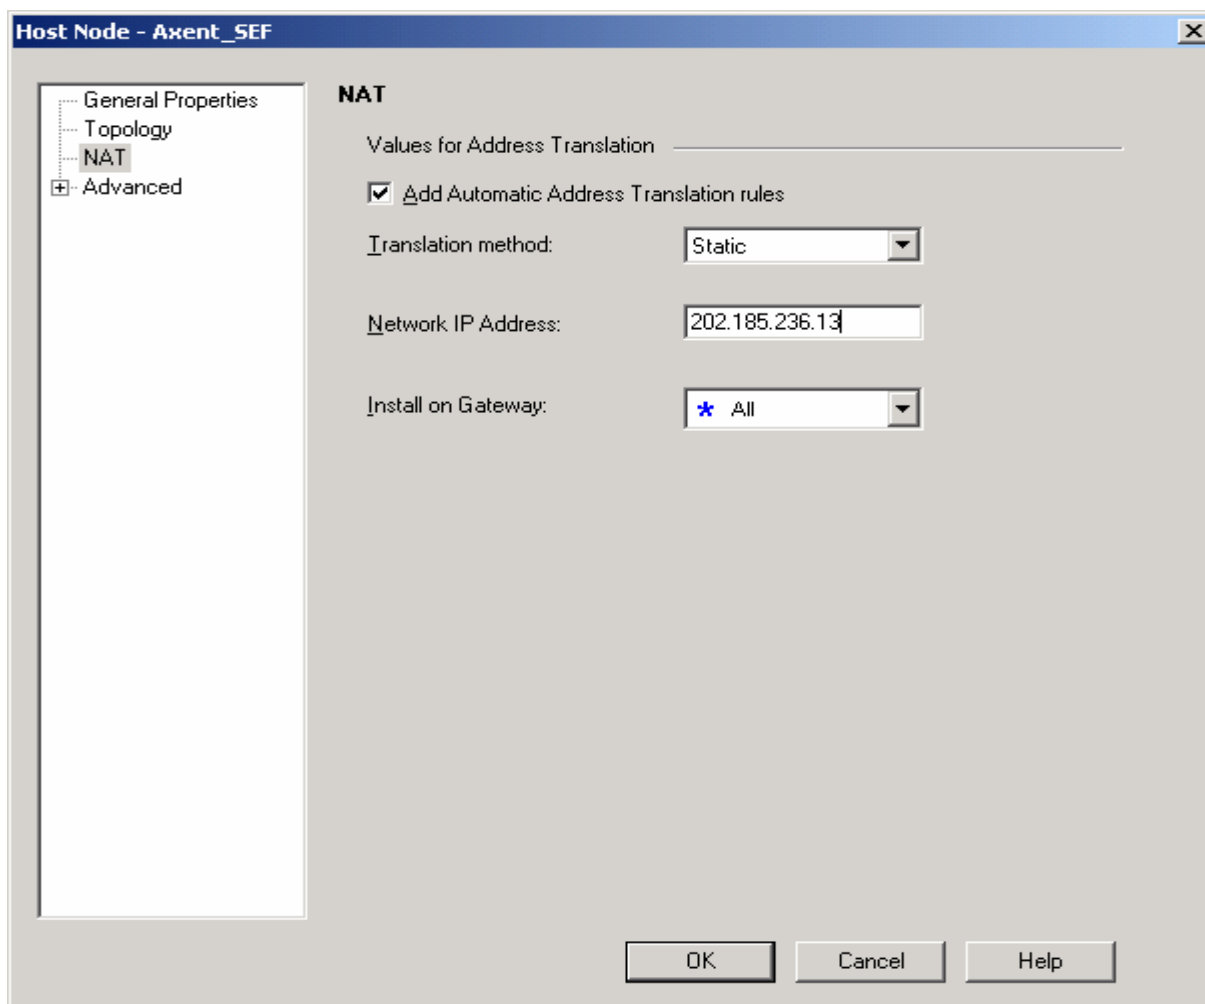 Host Node - Axent_SEF
General Properties
Topology
NAT
Advanced
NAT
Values for Address Translation
Add Automatic Address Translation rules
Translation method:
Static
Network IP Address:
202.185.236.13
Install on Gateway:
* All
OK
Cancel
Help